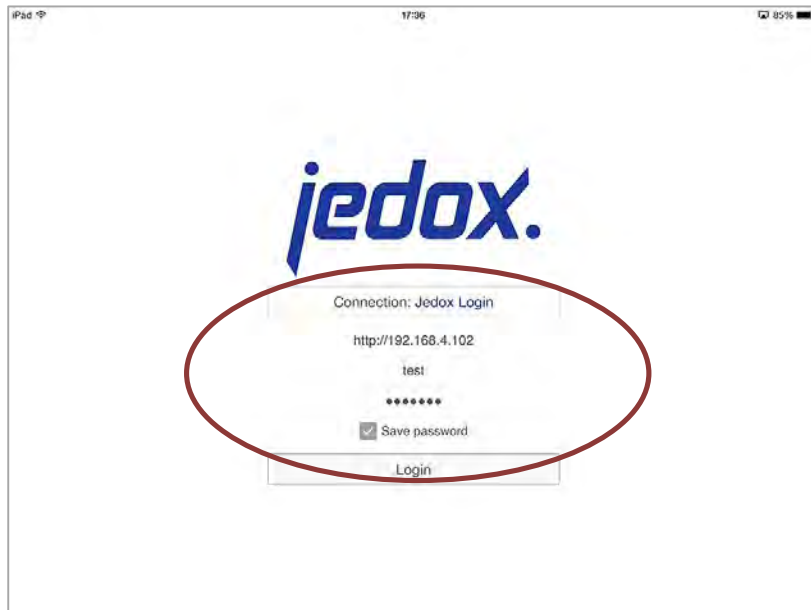 iPad 17:36 85%
jedox.
Connection: Jedox Login
http://192.168.4.102
test
•••••••
Save password
Login